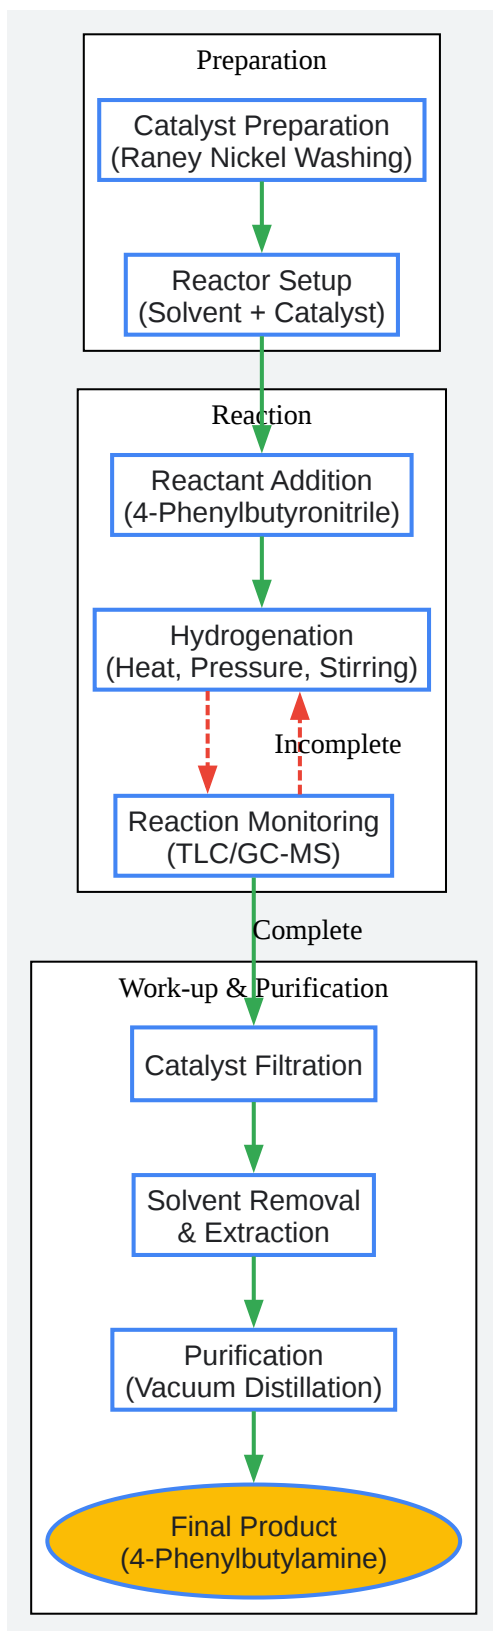 Preparation
Catalyst Preparation
(Raney Nickel Washing)
Reactor Setup
(Solvent + Catalyst)
Reaction
Reactant Addition
(4-Phenylbutyronitrile)
Hydrogenation
(Heat, Pressure, Stirring)
Incomplete
Reaction Monitoring
(TLC/GC-MS)
Complete
Work-up & Purification
Catalyst Filtration
Solvent Removal
& Extraction
Purification
(Vacuum Distillation)
Final Product
(4-Phenylbutylamine)